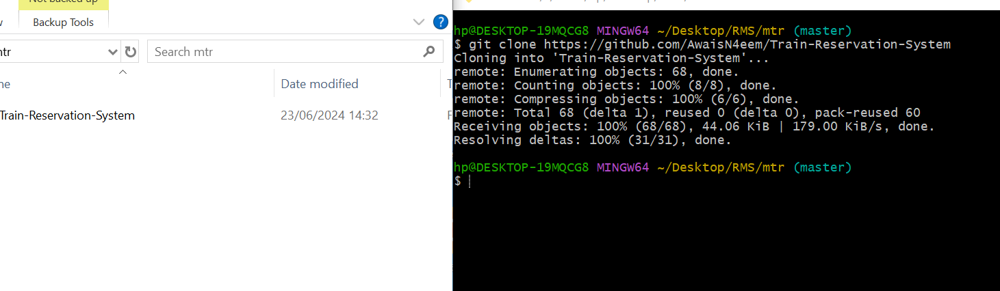 Not backed up
Backup Tools
mtr
Search mtr
Date modified
Train-Reservation-System
23/06/2024 14:32
hp@DESKTOP-19MQCG8 MINGW64 ~/Desktop/RMS/mtr (master)
$ git clone https://github.com/AwaisN4eem/Train-Reservation-System
Cloning into 'Train-Reservation-System'...
remote: Enumerating objects: 68, done.
remote: Counting objects: 100% (8/8), done.
remote: Compressing objects: 100% (6/6), done.
remote: Total 68 (delta 1), reused 0 (delta 0), pack-reused 60
Receiving objects: 100% (68/68), 44.06 KiB | 179.00 KiB/s, done.
Resolving deltas: 100% (31/31), done.
hp@DESKTOP-19MQCG8 MINGW64 ~/Desktop/RMS/mtr (master)
$